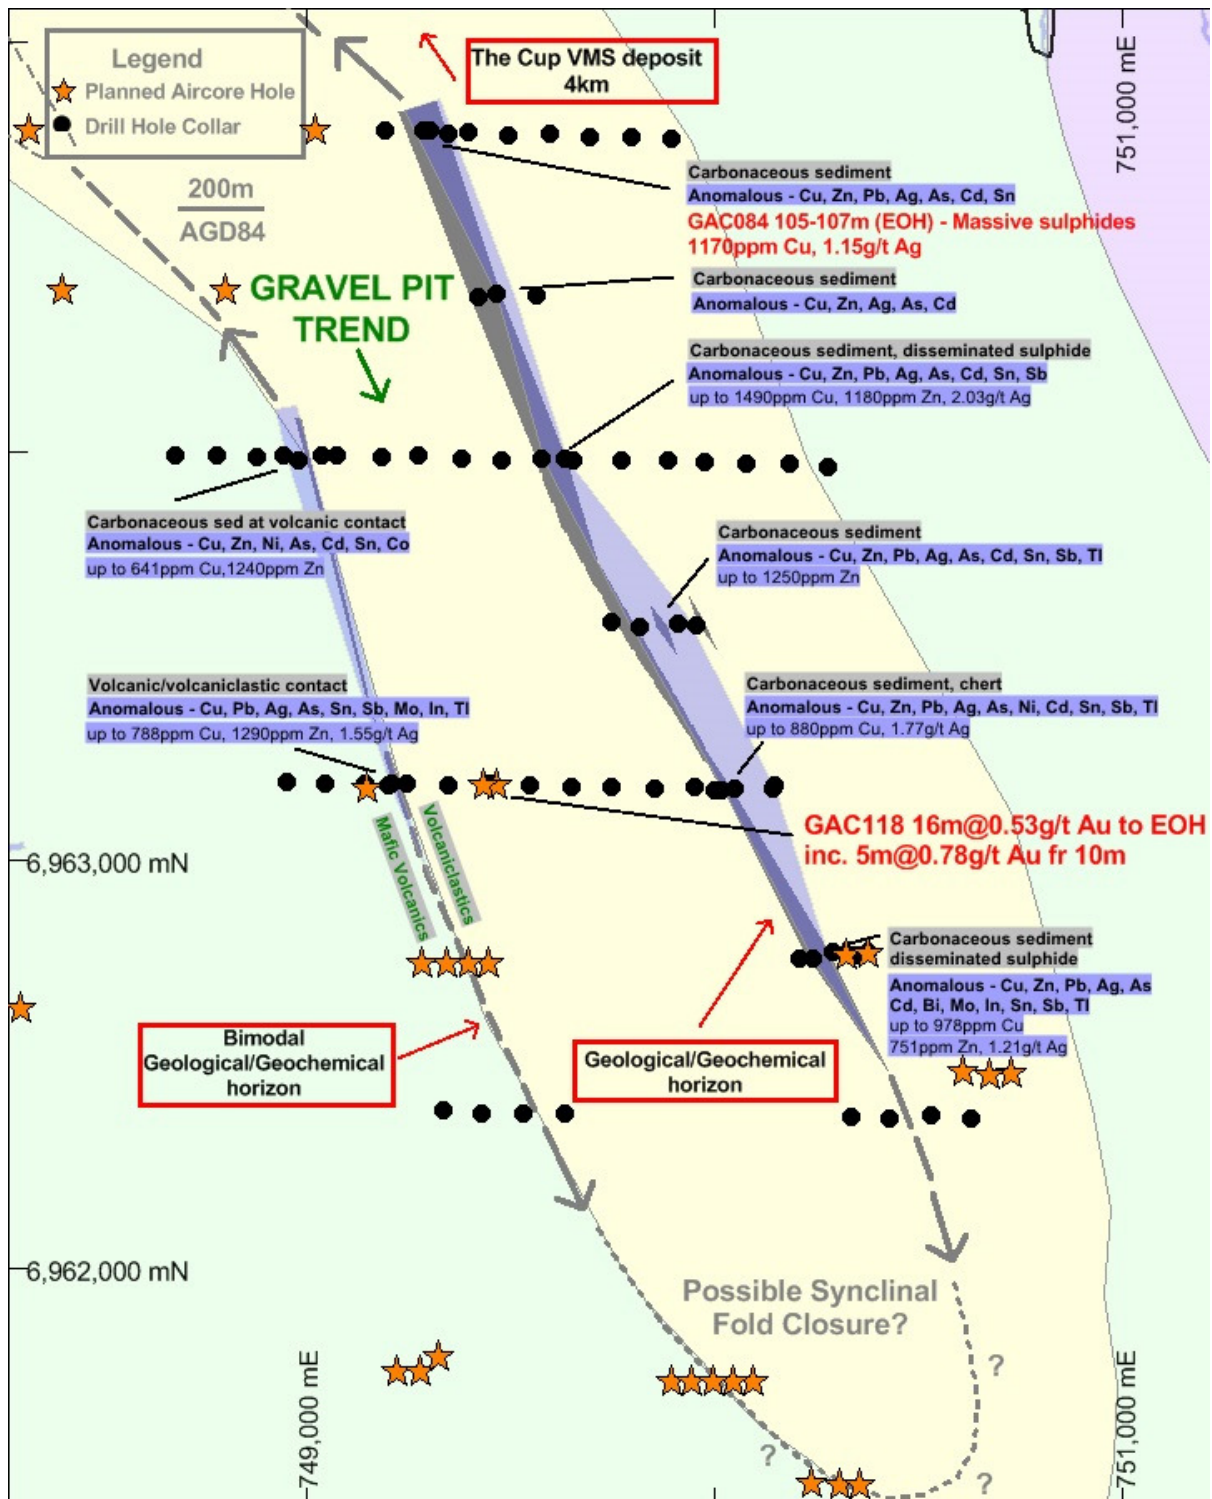 Legend
Planned Aircore Hole
Drill Hole Collar
200m
AGD84
The Cup VMS deposit
4km
751,000 mE
Carbonaceous sediment
Anomalous - Cu, Zn, Pb, Ag, As, Cd, Sn
GAC084 105-107m (EOH) - Massive sulphides
1170ppm Cu, 1.15g/t Ag
GRAVEL PIT
TREND
Carbonaceous sediment
Anomalous - Cu, Zn, Ag, As, Cd
Carbonaceous sediment, disseminated sulphide
Anomalous - Cu, Zn, Pb, Ag, As, Cd, Sn, Sb
up to 1490ppm Cu, 1180ppm Zn, 2.03g/t Ag
Carbonaceous sed at volcanic contact
Anomalous - Cu, Zn, Ni, As, Cd, Sn, Co
up to 641ppm Cu,1240ppm Zn
Carbonaceous sediment
Anomalous - Cu, Zn, Pb, Ag, As, Cd, Sn, Sb, Tl
up to 1250ppm Zn
Volcanic/volcaniclastic contact
Anomalous - Cu, Pb, Ag, As, Sn, Sb, Mo, In, Tl
up to 788ppm Cu, 1290ppm Zn, 1.55g/t Ag
Carbonaceous sediment, chert
Anomalous - Cu, Zn, Pb, Ag, As, Ni, Cd, Sn, Sb, Tl
up to 880ppm Cu, 1.77g/t Ag
Mafic Volcanics
Volcaniclastics
GAC118 16m@0.53g/t Au to EOH
inc. 5m@0.78g/t Au fr 10m
6,963,000 mN
Carbonaceous sediment
disseminated sulphide
Anomalous - Cu, Zn, Pb, Ag, As
Cd, Bi, Mo, In, Sn, Sb, Tl
up to 978ppm Cu
751ppm Zn, 1.21g/t Ag
Bimodal
Geological/Geochemical
horizon
Geological/Geochemical
horizon
6,962,000 mN
Possible Synclinal
Fold Closure?
?
?
?
749,000 mE
751,000 mE